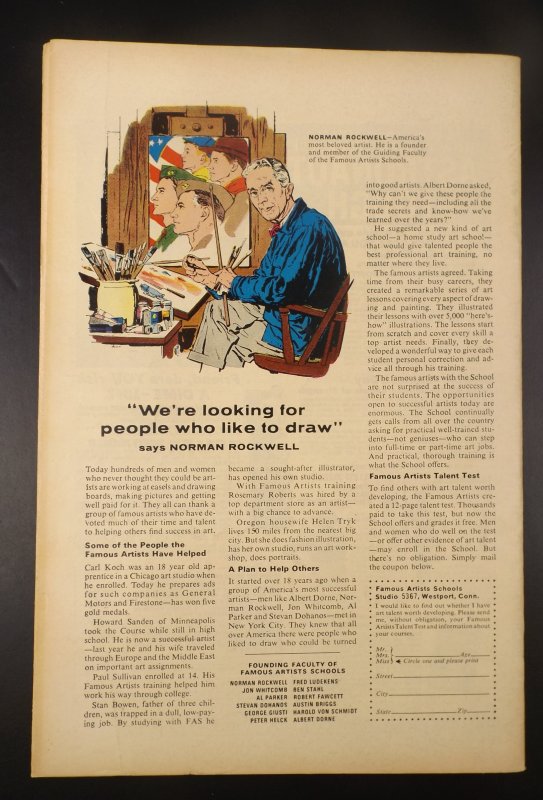 NORMAN ROCKWELL—America's
most beloved artist. He is a founder
and member of the Guiding Faculty
of the Famous Artists Schools.
"We're looking for
people who like to draw"
says NORMAN ROCKWELL
Today hundreds of men and women
who never thought they could be art-
ists are working at easels and drawing
boards, making pictures and getting
well paid for it. They all can thank a
group of famous artists who have de-
voted much of their time and talent
to helping others find success in art.
Some of the People the
Famous Artists Have Helped
Carl Koch was an 18 year old ap-
prentice in a Chicago art studio when
he enrolled. Today he prepares ads
for such companies as General
Motors and Firestone—has won five
gold medals.
Howard Sanden of Minneapolis
took the Course while still in high
school. He is now a successful artist
—last year he and his wife traveled
through Europe and the Middle East
on important art assignments.
Paul Sullivan enrolled at 14. His
Famous Artists training helped him
work his way through college.
Stan Bowen, father of three chil-
dren, was trapped in a dull, low-pay-
ing job. By studying with FAS he
became a sought-after illustrator,
has opened his own studio.
With Famous Artists training
Rosemary Roberts was hired by a
top department store as an artist—
with a big chance to advance.
Oregon housewife Helen Tryk
lives 150 miles from the nearest big
city. But she does fashion illustration,
has her own studio, runs an art work-
shop, does portraits.
A Plan to Help Others
It started over 18 years ago when a
group of America's most successful
artists—men like Albert Dorne, Nor-
man Rockwell, Jon Whitcomb, Al
Parker and Stevan Dohanos—met in
New York City. They knew that all
over America there were people who
liked to draw who could be turned
FOUNDING FACULTY OF
FAMOUS ARTISTS SCHOOLS
NORMAN ROCKWELL FRED LUDEKENS
JON WHITCOMB BEN STAHL
AL PARKER ROBERT FAWCETT
STEVAN DOHANOS AUSTIN BRIGGS
GEORGE GIUSTI HAROLD VON SCHMIDT
PETER HELCK ALBERT DORNE
into good artists. Albert Dorne asked,
"Why can't we give these people the
training they need—including all the
trade secrets and know-how we've
learned over the years?"
He suggested a new kind of art
school—a home study art school—
that would give talented people the
best professional art training, no
matter where they live.
The famous artists agreed. Taking
time from their busy careers, they
created a remarkable series of art
lessons covering every aspect of draw-
ing and painting. They illustrated
their lessons with over 5,000 "here's-
how" illustrations. The lessons start
from scratch and cover every skill a
top artist needs. Finally, they de-
veloped a wonderful way to give each
student personal correction and ad-
vice all through his training.
The famous artists with the School
are not surprised at the success of
their students. The opportunities
open to successful artists today are
enormous. The School continually
gets calls from all over the country
asking for practical well-trained stu-
dents—not geniuses—who can step
into full-time or part-time art jobs.
And practical, thorough training is
what the School offers.
Famous Artists Talent Test
To find others with art talent worth
developing, the Famous Artists cre-
ated a 12-page talent test. Thousands
paid to take this test, but now the
School offers and grades it free. Men
and women who do well on the test
—or offer other evidence of art talent
—may enroll in the School. But
there's no obligation. Simply mail
the coupon below.
Famous Artists Schools
Studio 5367, Westport, Conn.
I would like to find out whether I have
art talent worth developing. Please send
me, without obligation, your Famous
Artists Talent Test and information about
your courses.
Mr.
Mrs. Age
Miss Circle one and please print
Street
City
State Zip